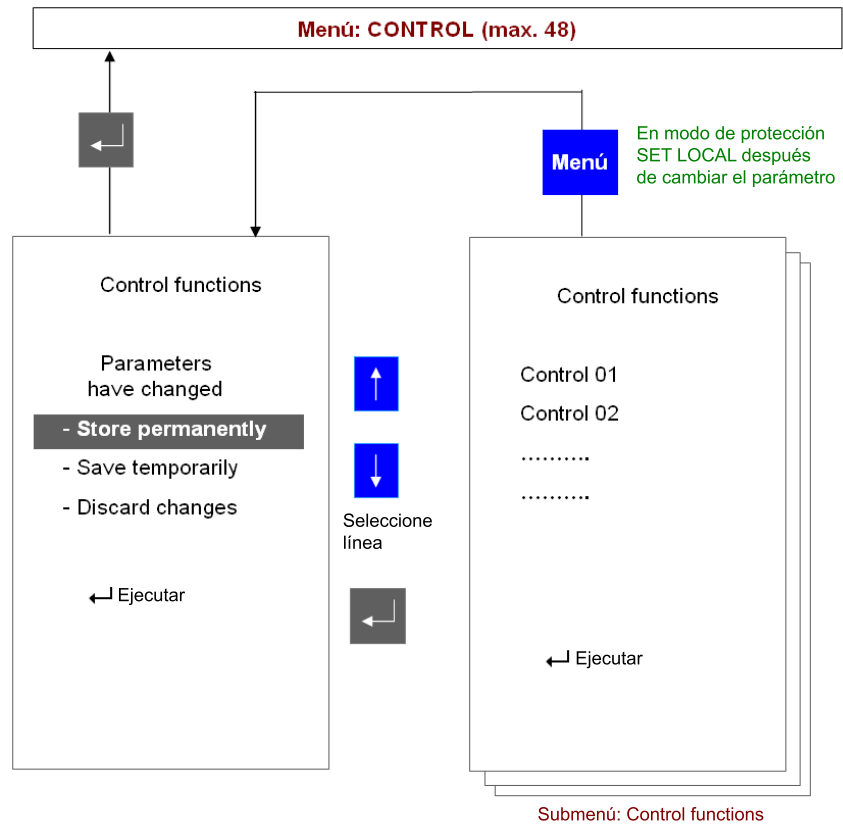 Menú: CONTROL (max. 48)
Menú
En modo de protección
SET LOCAL después
de cambiar el parámetro
Control functions
Parameters
have changed
- Store permanently
- Save temporarily
- Discard changes
Ejecutar
Seleccione
línea
Control functions
Control 01
Control 02
..........
..........
Ejecutar
Submenú: Control functions